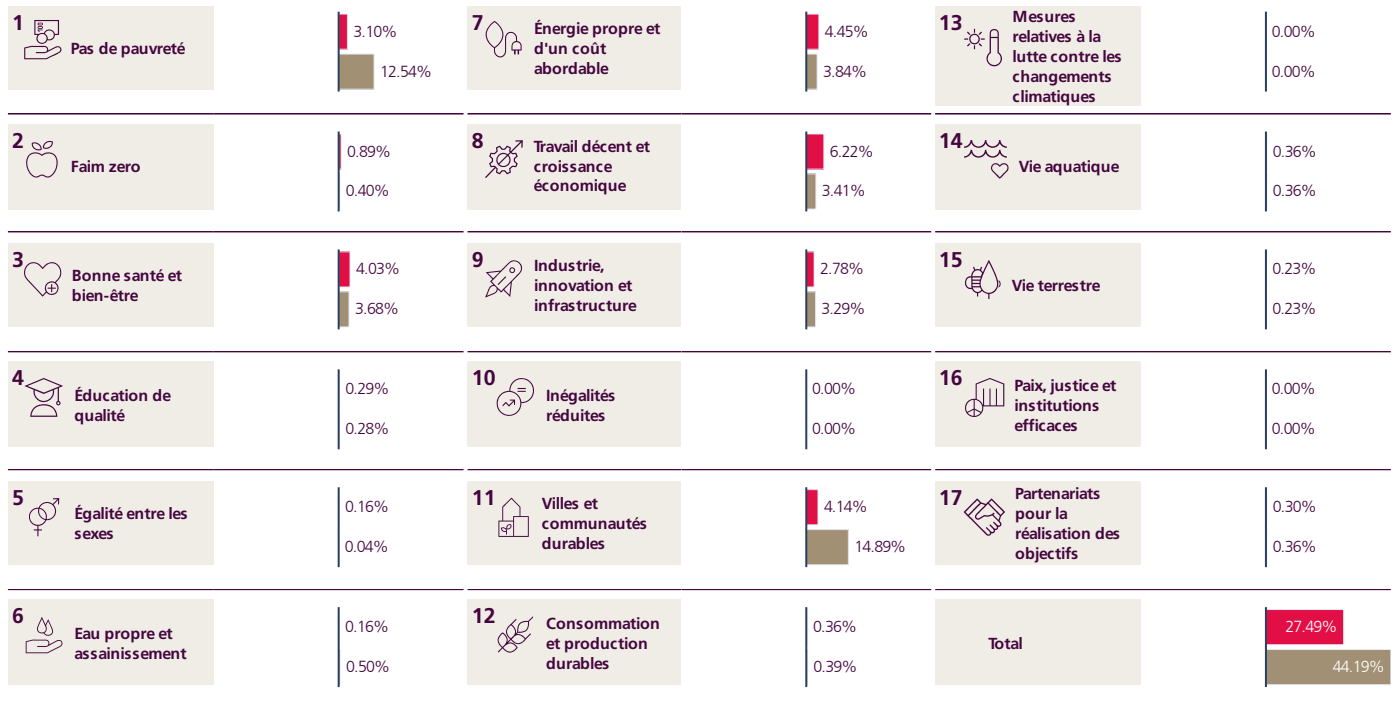 1
Pas de pauvreté
3.10%
12.54%
2
Faim zero
0.89%
0.40%
3
Bonne santé et
bien-être
4.03%
3.68%
4
Éducation de
qualité
0.29%
0.28%
5
Égalité entre les
sexes
0.16%
0.04%
6
Eau propre et
assainissement
0.16%
0.50%
7
Énergie propre et
d'un coût
abordable
4.45%
3.84%
8
Travail décent et
croissance
économique
6.22%
3.41%
9
Industrie,
innovation et
infrastructure
2.78%
3.29%
10
Inégalités
réduites
0.00%
0.00%
11
Villes et
communautés
durables
4.14%
14.89%
12
Consommation
et production
durables
0.36%
0.39%
13
Mesures
relatives à la
lutte contre les
changements
climatiques
0.00%
0.00%
14
Vie aquatique
0.36%
0.36%
15
Vie terrestre
0.23%
0.23%
16
Paix, justice et
institutions
efficaces
0.00%
0.00%
17
Partenariats
pour la
réalisation des
objectifs
0.30%
0.36%
Total
27.49%
44.19%